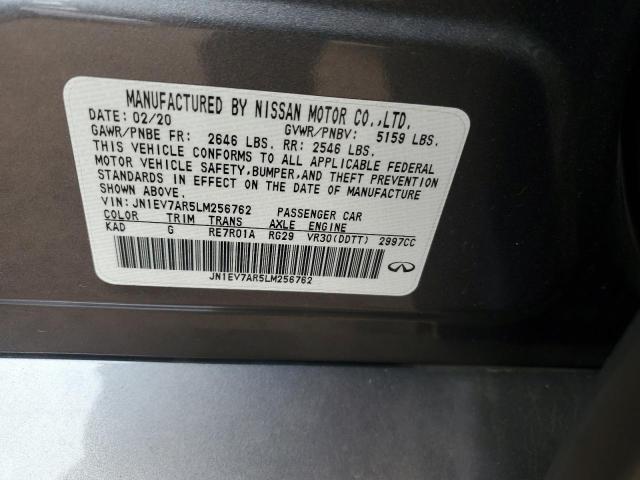 MANUFACTURED BY NISSAN MOTOR CO.,LTD.
DATE: 02/20 GVWR/PNBV: 5159 LBS.
GAWR/PNBE FR: 2646 LBS. RR: 2546 LBS.
THIS VEHICLE CONFORMS TO ALL APPLICABLE FEDERAL
MOTOR VEHICLE SAFETY, BUMPER, AND THEFT PREVENTION
STANDARDS IN EFFECT ON THE DATE OF MANUFACTURE
SHOWN ABOVE.
VIN: JN1EV7AR5LM256762 PASSENGER CAR
COLOR TRIM TRANS AXLE ENGINE
KAD G RE7R01A RG29 VR30(DDTT) 2997CC
JN1EV7AR5LM256762